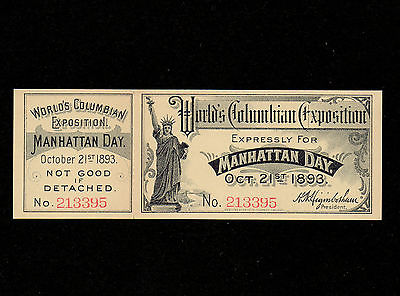 WORLD'S COLUMBIAN
EXPOSITION.
MANHATTAN DAY.
October 21ST 1893.
NOT GOOD
IF
DETACHED.
No. 213395
World's Columbian Exposition
EXPRESSLY FOR
MANHATTAN DAY.
OCT. 21ST 1893.
No. 213395
H.N. Higinbotham
President.